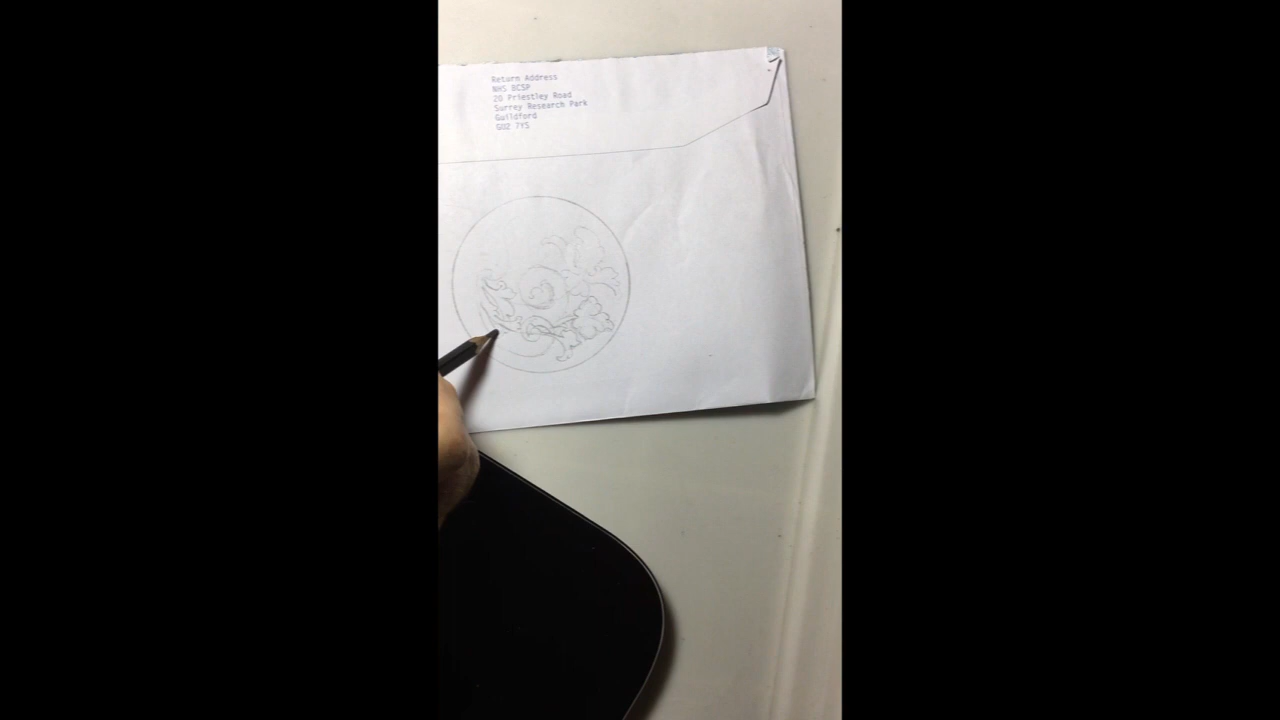 Return Address
NHS BCSP
20 Priestley Road
Surrey Research Park
Guildford
GU2 7YS